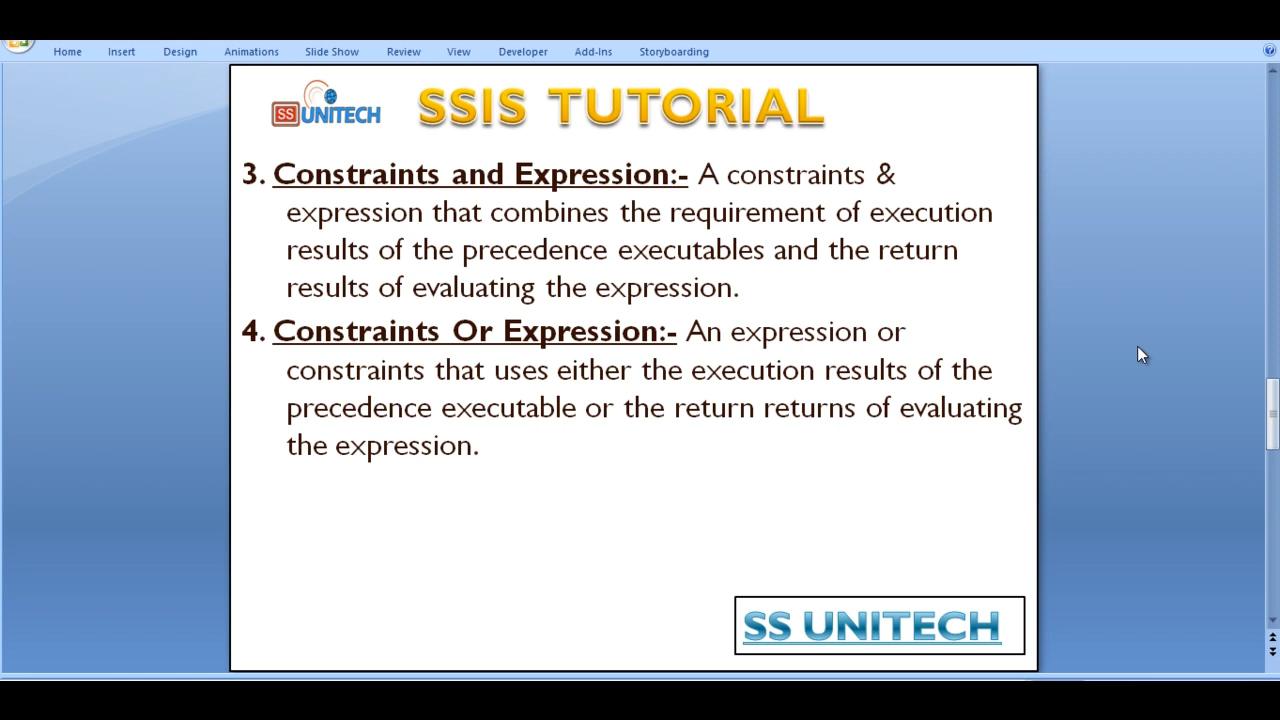 Home Insert Design Animations Slide Show Review View Developer Add-Ins Storyboarding
SS UNITECH
SSIS TUTORIAL
3. Constraints and Expression:- A constraints &
expression that combines the requirement of execution
results of the precedence executables and the return
results of evaluating the expression.
4. Constraints Or Expression:- An expression or
constraints that uses either the execution results of the
precedence executable or the return returns of evaluating
the expression.
SS UNITECH